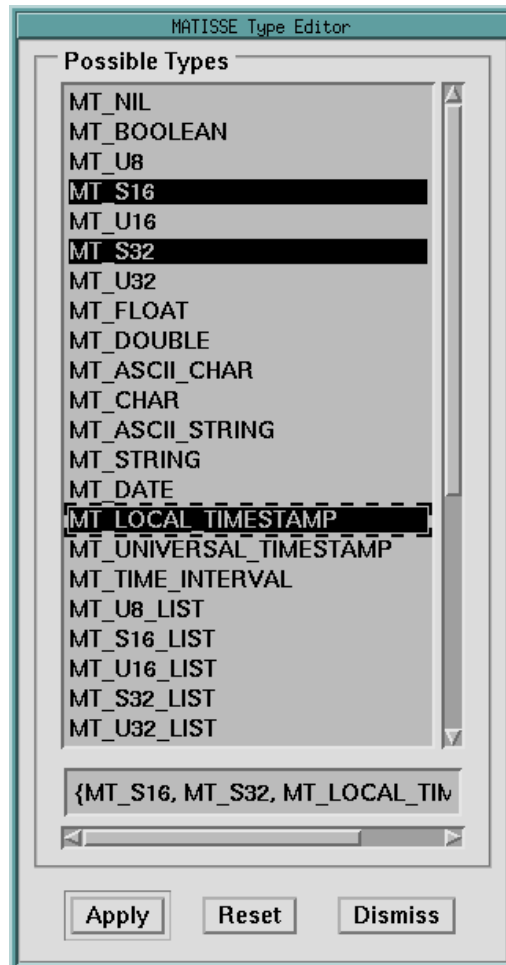 MATISSE Type Editor
Possible Types
MT_NIL
MT_BOOLEAN
MT_U8
MT_S16
MT_U16
MT_S32
MT_U32
MT_FLOAT
MT_DOUBLE
MT_ASCII_CHAR
MT_CHAR
MT_ASCII_STRING
MT_STRING
MT_DATE
MT_LOCAL_TIMESTAMP
MT_UNIVERSAL_TIMESTAMP
MT_TIME_INTERVAL
MT_U8_LIST
MT_S16_LIST
MT_U16_LIST
MT_S32_LIST
MT_U32_LIST
{MT_S16, MT_S32, MT_LOCAL_TIM
Apply Reset Dismiss